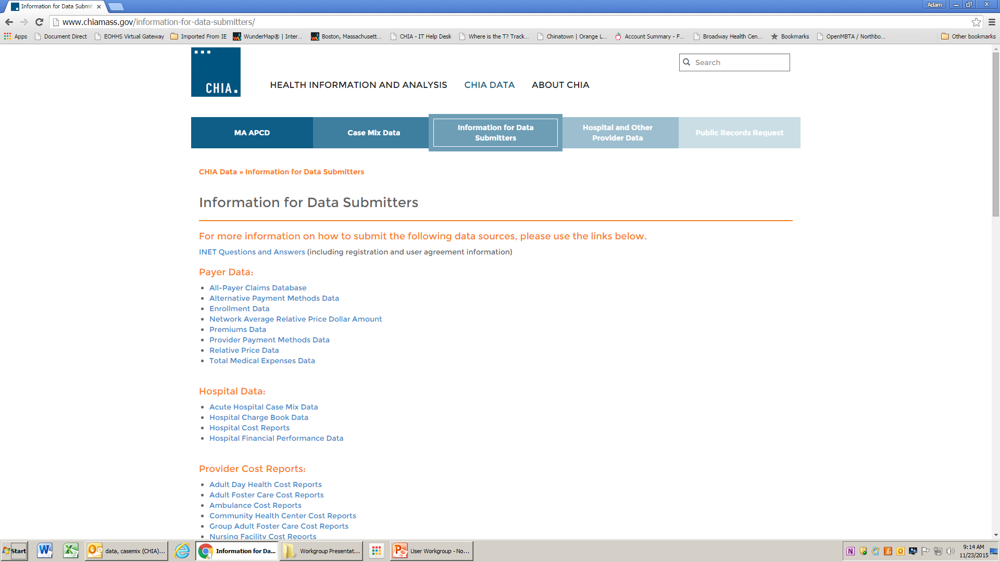 Information for Data Submit
Adam
www.chiamass.gov/information-for-data-submitters/
Apps Document Direct EOHHS Virtual Gateway Imported From IE WunderMap® | Inter... Boston, Massachusett... CHIA - IT Help Desk Where is the T? Track... Chinatown | Orange L... Account Summary - F... Broadway Health Cen... Bookmarks OpenMBTA / Northbo... Other bookmarks
CHIA.
Search
HEALTH INFORMATION AND ANALYSIS CHIA DATA ABOUT CHIA
MA APCD
Case Mix Data
Information for Data
Submitters
Hospital and Other
Provider Data
Public Records Request
CHIA Data » Information for Data Submitters
Information for Data Submitters
For more information on how to submit the following data sources, please use the links below.
INET Questions and Answers (including registration and user agreement information)
Payer Data:
All-Payer Claims Database
Alternative Payment Methods Data
Enrollment Data
Network Average Relative Price Dollar Amount
Premiums Data
Provider Payment Methods Data
Relative Price Data
Total Medical Expenses Data
Hospital Data:
Acute Hospital Case Mix Data
Hospital Charge Book Data
Hospital Cost Reports
Hospital Financial Performance Data
Provider Cost Reports:
Adult Day Health Cost Reports
Adult Foster Care Cost Reports
Ambulance Cost Reports
Community Health Center Cost Reports
Group Adult Foster Care Cost Reports
Nursing Facility Cost Reports
Start data, casemix (CHIA)... Information for Da... Workgroup Presentat... User Workgroup - No...
9:14 AM
11/23/2015